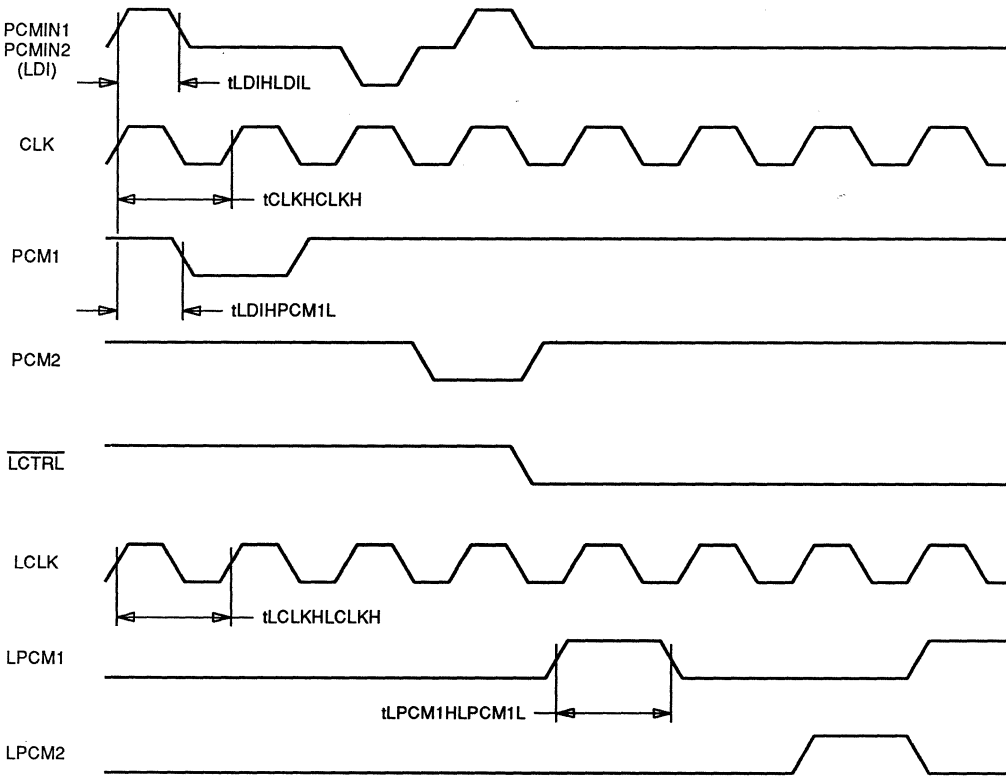 PCMIN1
PCMIN2
(LDI)
tLDIHLDIL
CLK
tCLKHCLKH
PCM1
tLDIHPCM1L
PCM2
LCTRL
LCLK
tLCLKHLCLKH
LPCM1
tLPCM1HLPCM1L
LPCM2